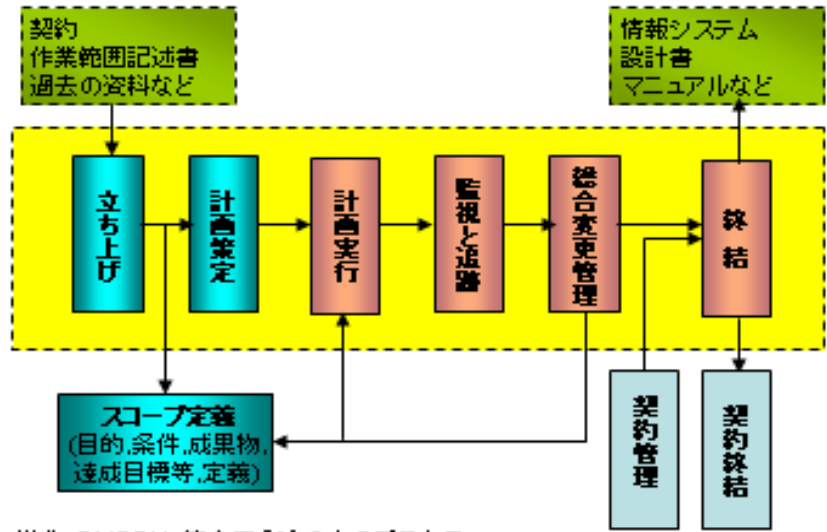 契約
作業範囲記述書
過去の資料など
情報システム
設計書
マニュアルなど
立ち上げ
計画策定
計画実行
監視と追跡
総合変更管理
終結
スコープ定義
(目的,条件,成果物,
達成目標等,定義)
契約管理
契約終結